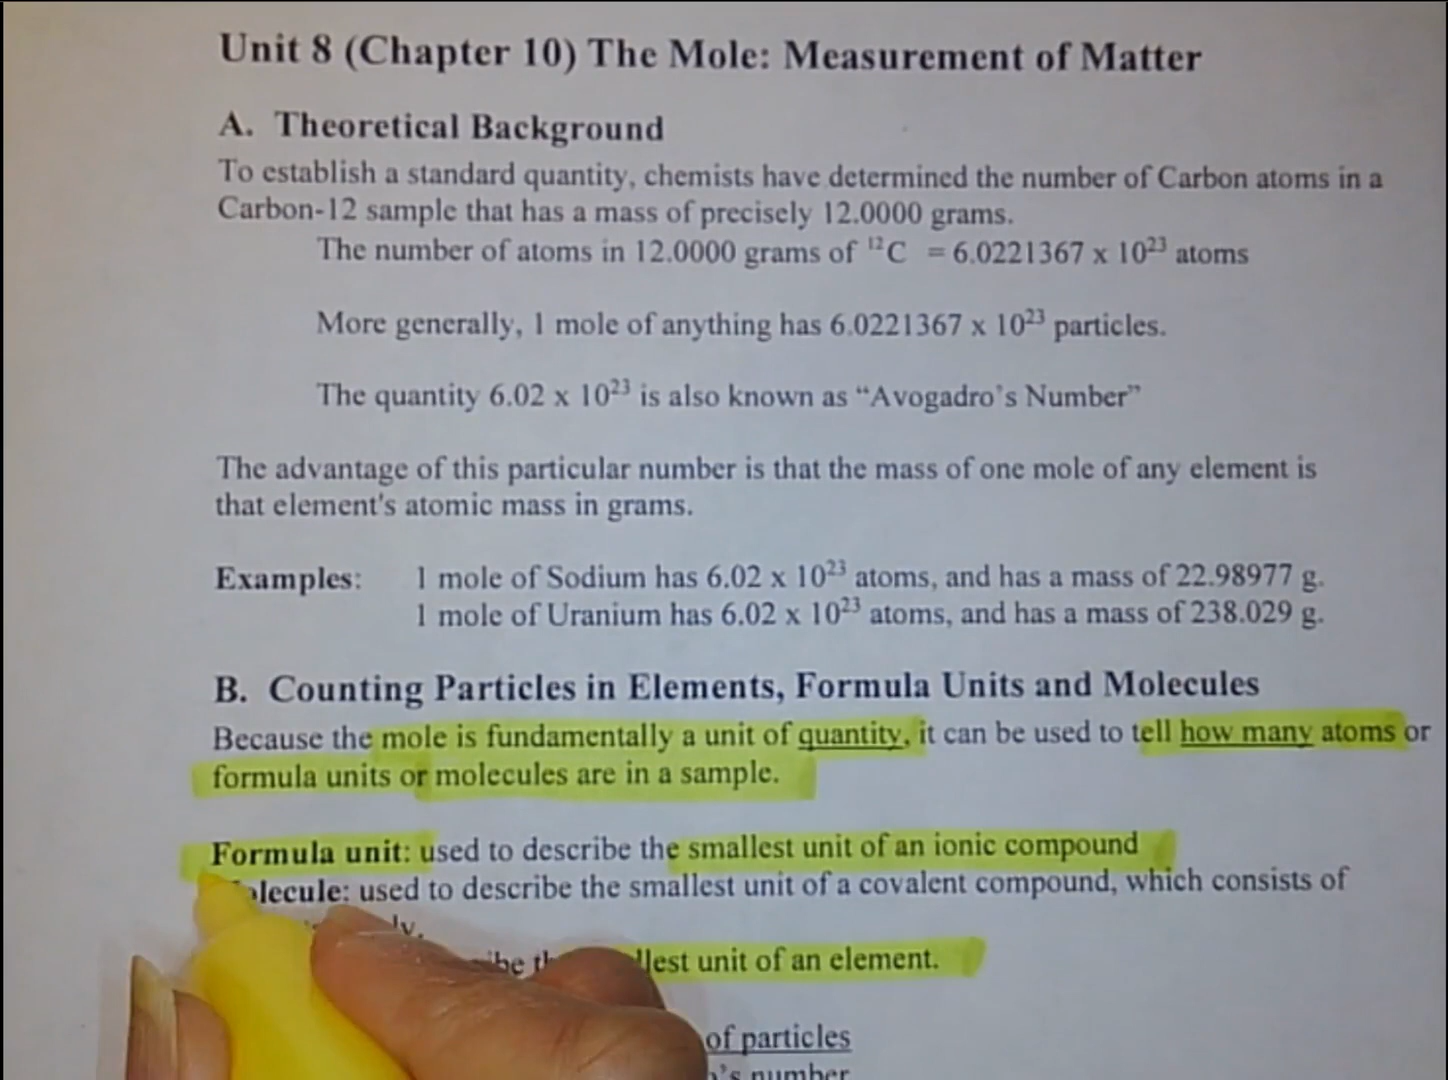 Unit 8 (Chapter 10) The Mole: Measurement of Matter
A. Theoretical Background
To establish a standard quantity, chemists have determined the number of Carbon atoms in a
Carbon-12 sample that has a mass of precisely 12.0000 grams.
The number of atoms in 12.0000 grams of ¹²C = 6.0221367 x 10²³ atoms
More generally, 1 mole of anything has 6.0221367 x 10²³ particles.
The quantity 6.02 x 10²³ is also known as “Avogadro’s Number”
The advantage of this particular number is that the mass of one mole of any element is
that element's atomic mass in grams.
Examples: 1 mole of Sodium has 6.02 x 10²³ atoms, and has a mass of 22.98977 g.
1 mole of Uranium has 6.02 x 10²³ atoms, and has a mass of 238.029 g.
B. Counting Particles in Elements, Formula Units and Molecules
Because the mole is fundamentally a unit of quantity, it can be used to tell how many atoms or
formula units or molecules are in a sample.
Formula unit: used to describe the smallest unit of an ionic compound
used to describe the smallest unit of a covalent compound, which consists of
unit of an element.
of particles
number